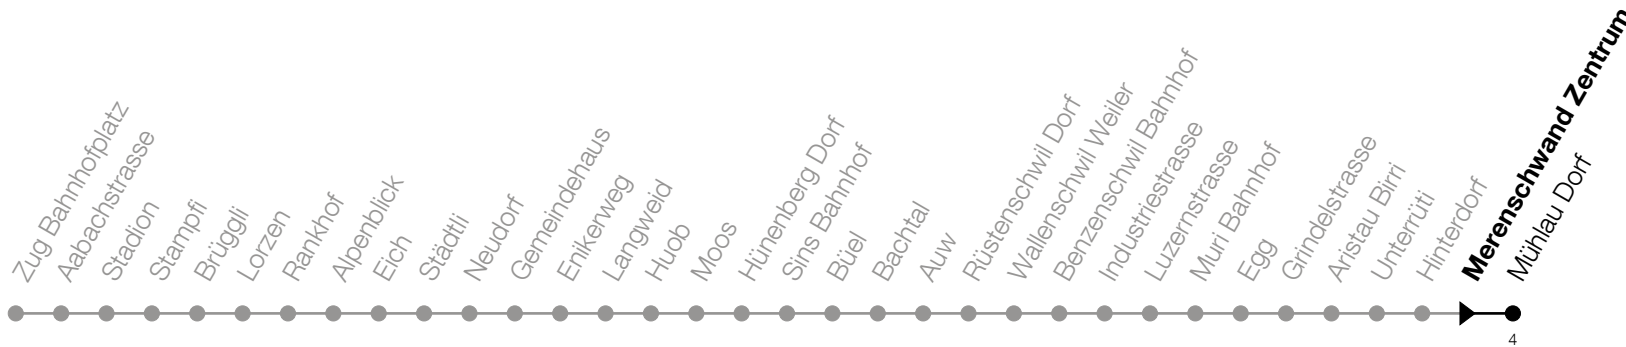 Zug Bahnhofplatz
Aabachstrasse
Stadion
Stampfi
Brüggli
Lorzen
Rankhof
Alpenblick
Eich
Städtli
Neudorf
Gemeindehaus
Enikerweg
Langweid
Huob
Moos
Hünenberg Dorf
Sins Bahnhof
Büel
Bachtal
Auw
Rüstenschwil Dorf
Wallenschwil Weiler
Benzenschwil Bahnhof
Industriestrasse
Luzernstrasse
Muri Bahnhof
Egg
Grindelstrasse
Aristau Birri
Unterrüti
Hinterdorf
Merenschwand Zentrum
Mühlau Dorf
4